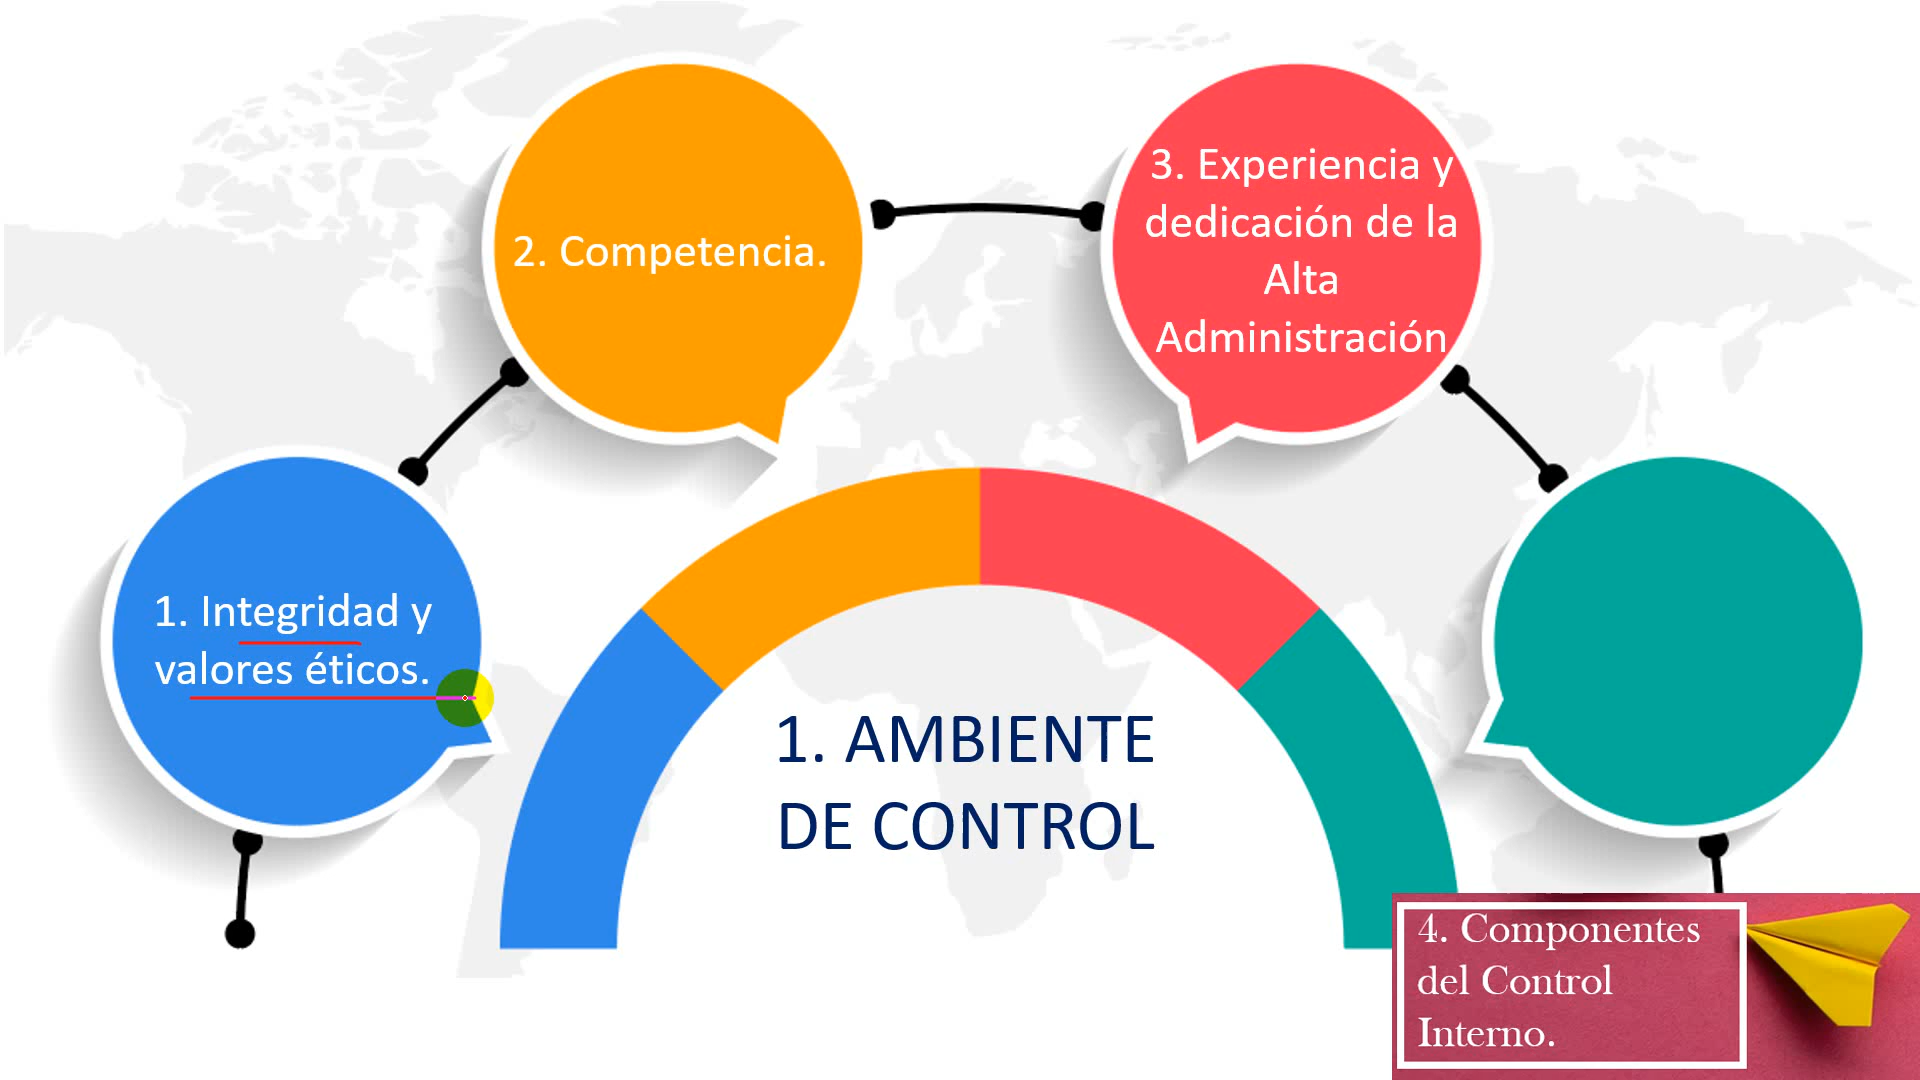 1. Integridad y
valores éticos.
2. Competencia.
3. Experiencia y
dedicación de la
Alta
Administración
1. AMBIENTE
DE CONTROL
4. Componentes
del Control
Interno.